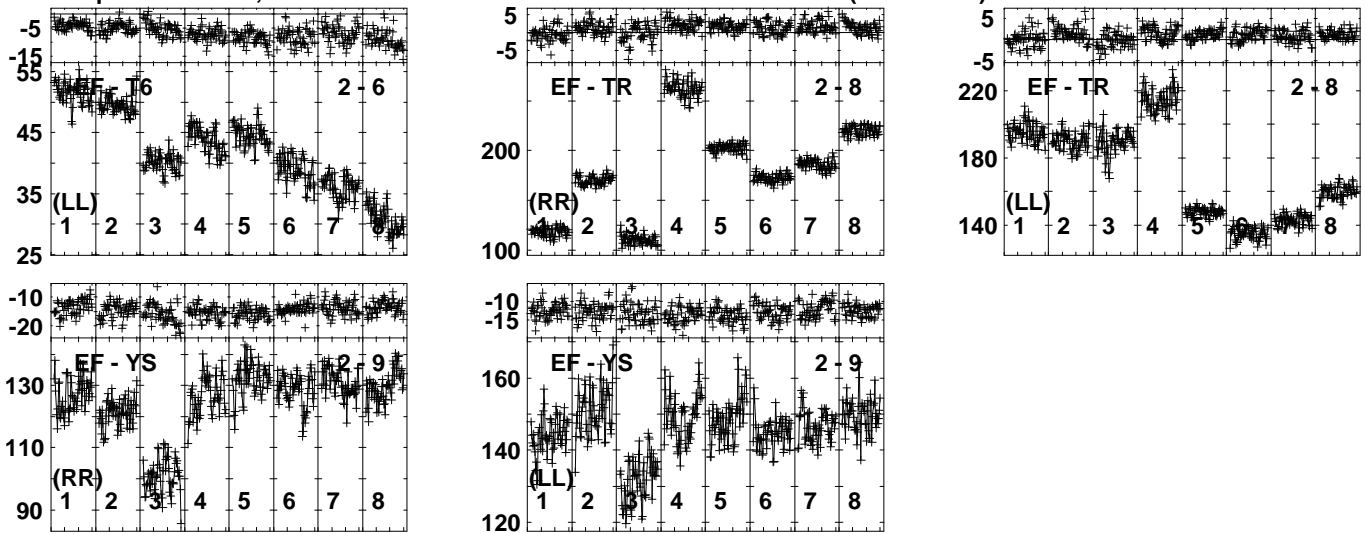 -5
-15
55
EF - T6 2 - 6
45
35
(LL)
1 2 3 4 5 6 7 8
25
5
-5
EF - TR 2 - 8
200
(RR)
1 2 3 4 5 6 7 8
100
5
-5
EF - TR 2 - 8
220
180
(LL)
140
1 2 3 4 5 6 7 8
-10
-20
EF - YS 2 - 9
130
110
(RR)
1 2 3 4 5 6 7 8
90
-10
-15
EF - YS 2 - 9
160
140
(LL)
1 2 3 4 5 6 7 8
120